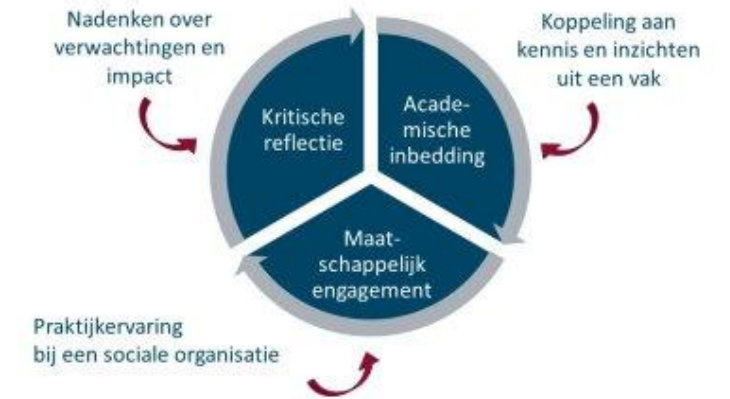 Nadenken over
verwachtingen en
impact
Koppeling aan
kennis en inzichten
uit een vak
Kritische
reflectie
Acade-
mische
inbedding
Maat-
schappelijk
engagement
Praktijkervaring
bij een sociale organisatie